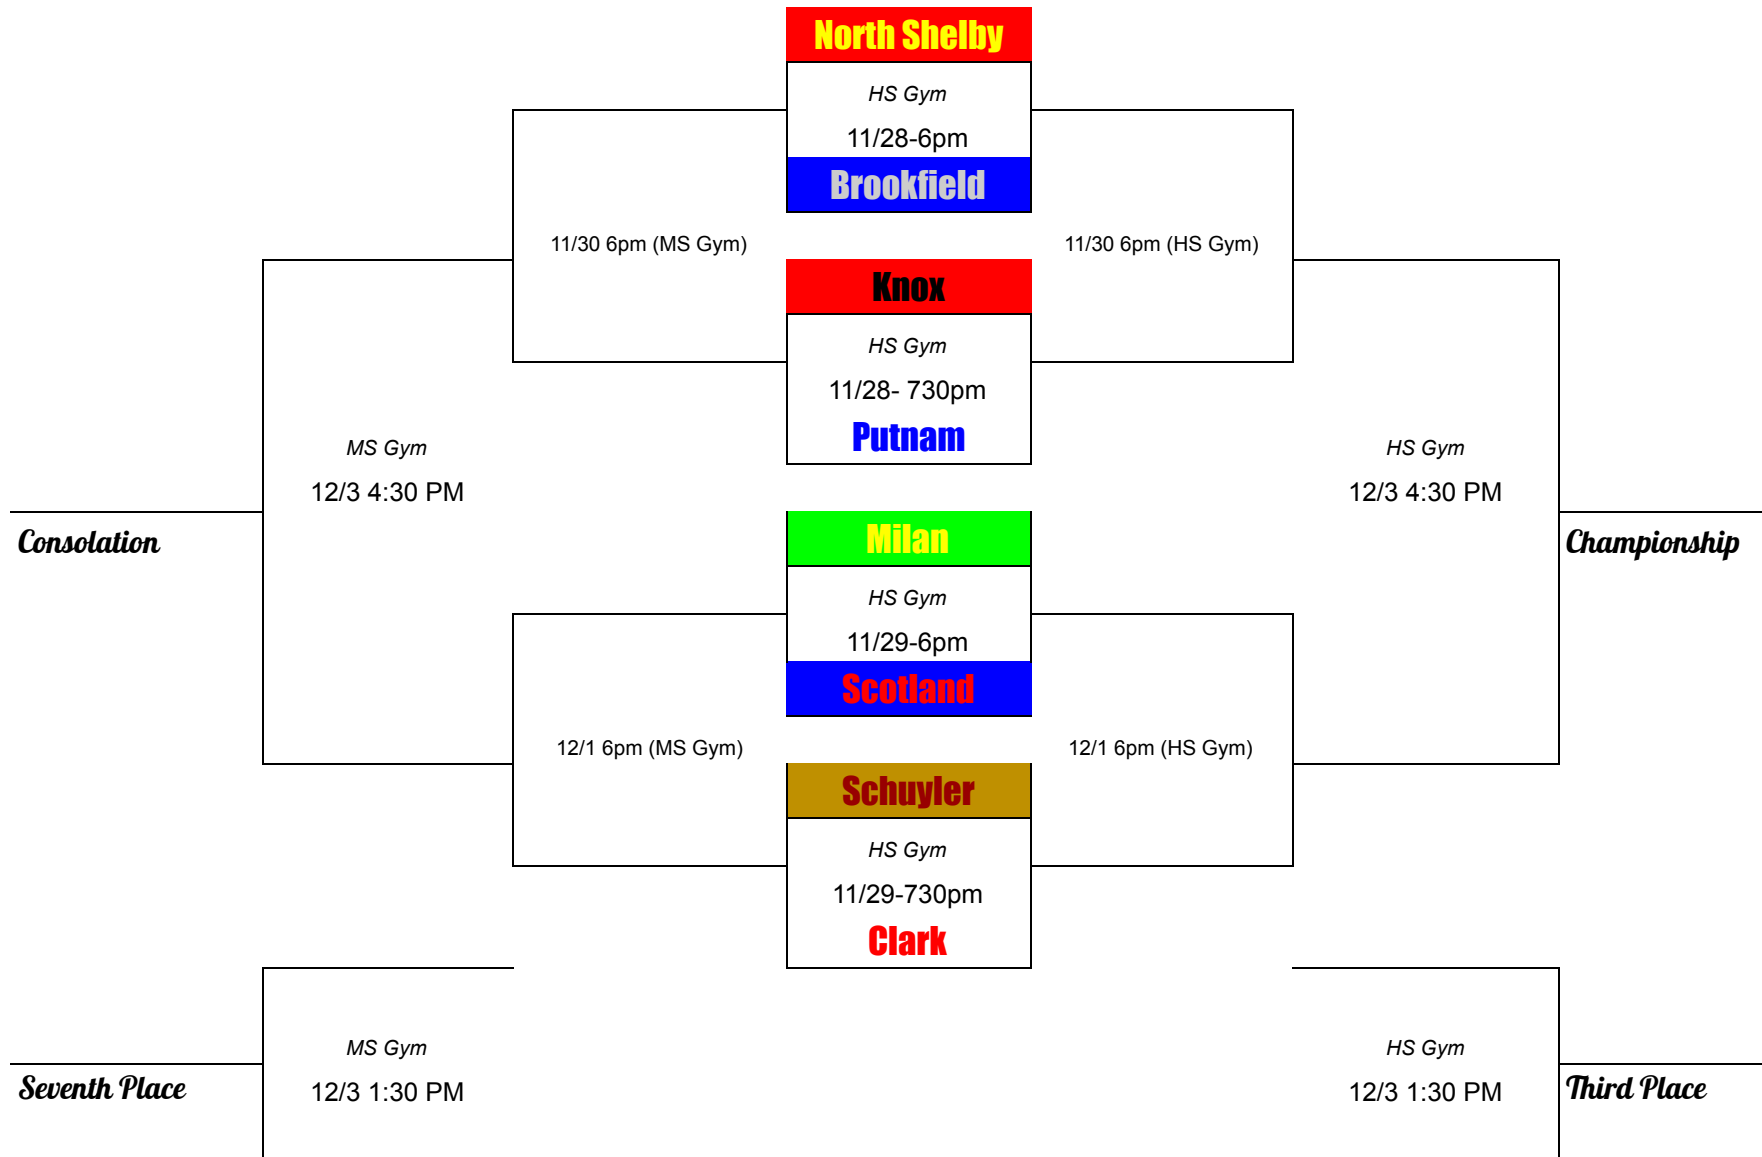 North Shelby
HS Gym
11/28-6pm
Brookfield
11/30 6pm (MS Gym)
11/30 6pm (HS Gym)
Knox
HS Gym
11/28- 730pm
Putnam
MS Gym
12/3 4:30 PM
HS Gym
12/3 4:30 PM
Consolation
Championship
Milan
HS Gym
11/29-6pm
Scotland
12/1 6pm (MS Gym)
12/1 6pm (HS Gym)
Schuyler
HS Gym
11/29-730pm
Clark
MS Gym
12/3 1:30 PM
HS Gym
12/3 1:30 PM
Seventh Place
Third Place